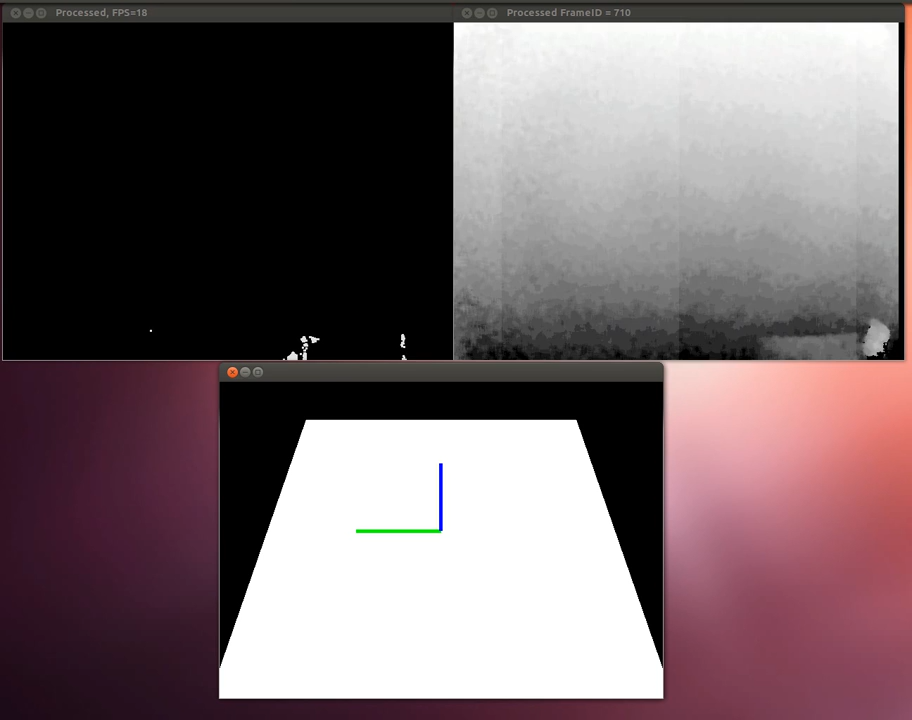 Processed, FPS=18
Processed FrameID = 710